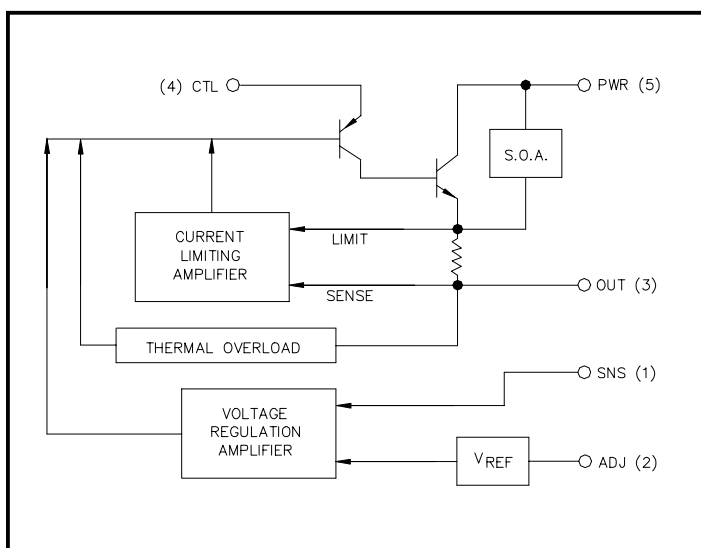 (4) CTL
PWR (5)
S.O.A.
CURRENT
LIMITING
AMPLIFIER
LIMIT
SENSE
OUT (3)
THERMAL OVERLOAD
SNS (1)
VOLTAGE
REGULATION
AMPLIFIER
VREF
ADJ (2)